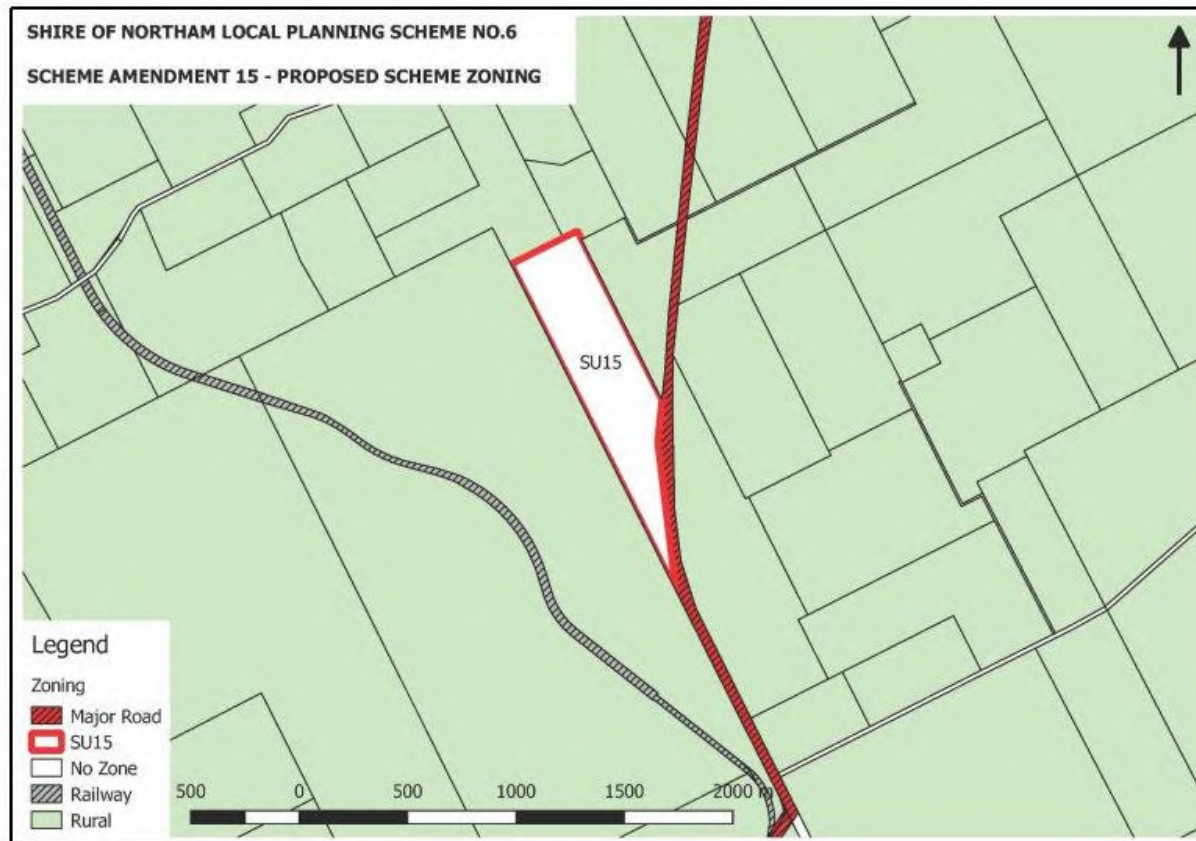 SHIRE OF NORTHAM LOCAL PLANNING SCHEME NO.6
SCHEME AMENDMENT 15 - PROPOSED SCHEME ZONING
SU15
Legend
Zoning
Major Road
SU15
No Zone
Railway
Rural
500 0 500 1000 1500 2000 m